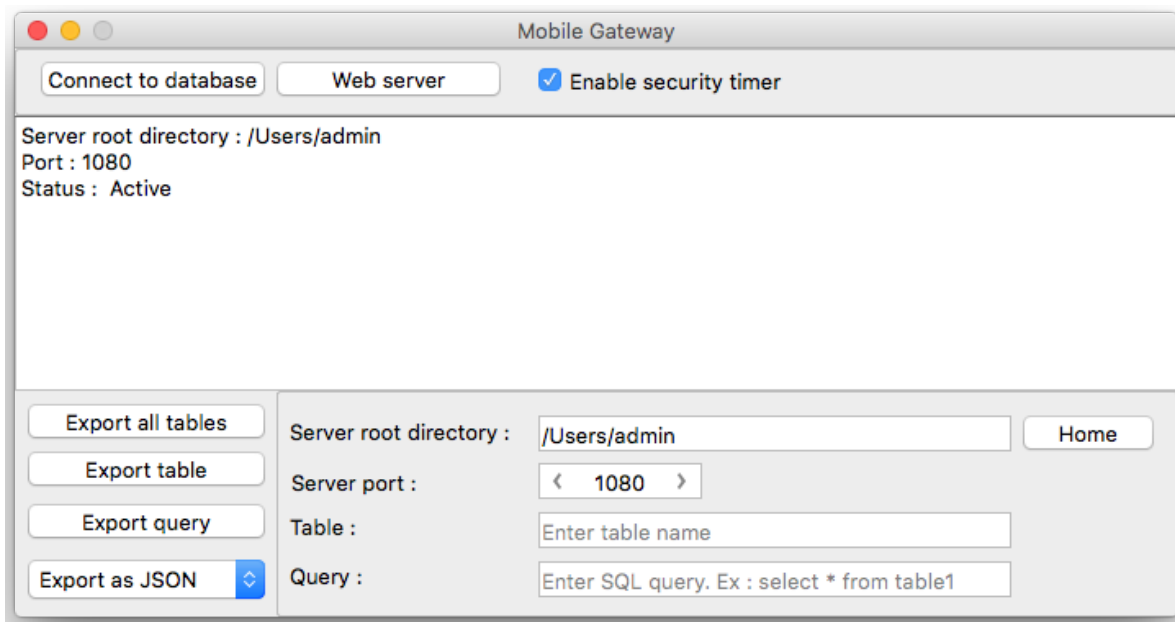 Mobile Gateway
Connect to database Web server Enable security timer
Server root directory : /Users/admin
Port : 1080
Status :  Active
Export all tables
Export table
Export query
Export as JSON
Server root directory : /Users/admin Home
Server port : < 1080 >
Table : Enter table name
Query : Enter SQL query. Ex : select * from table1